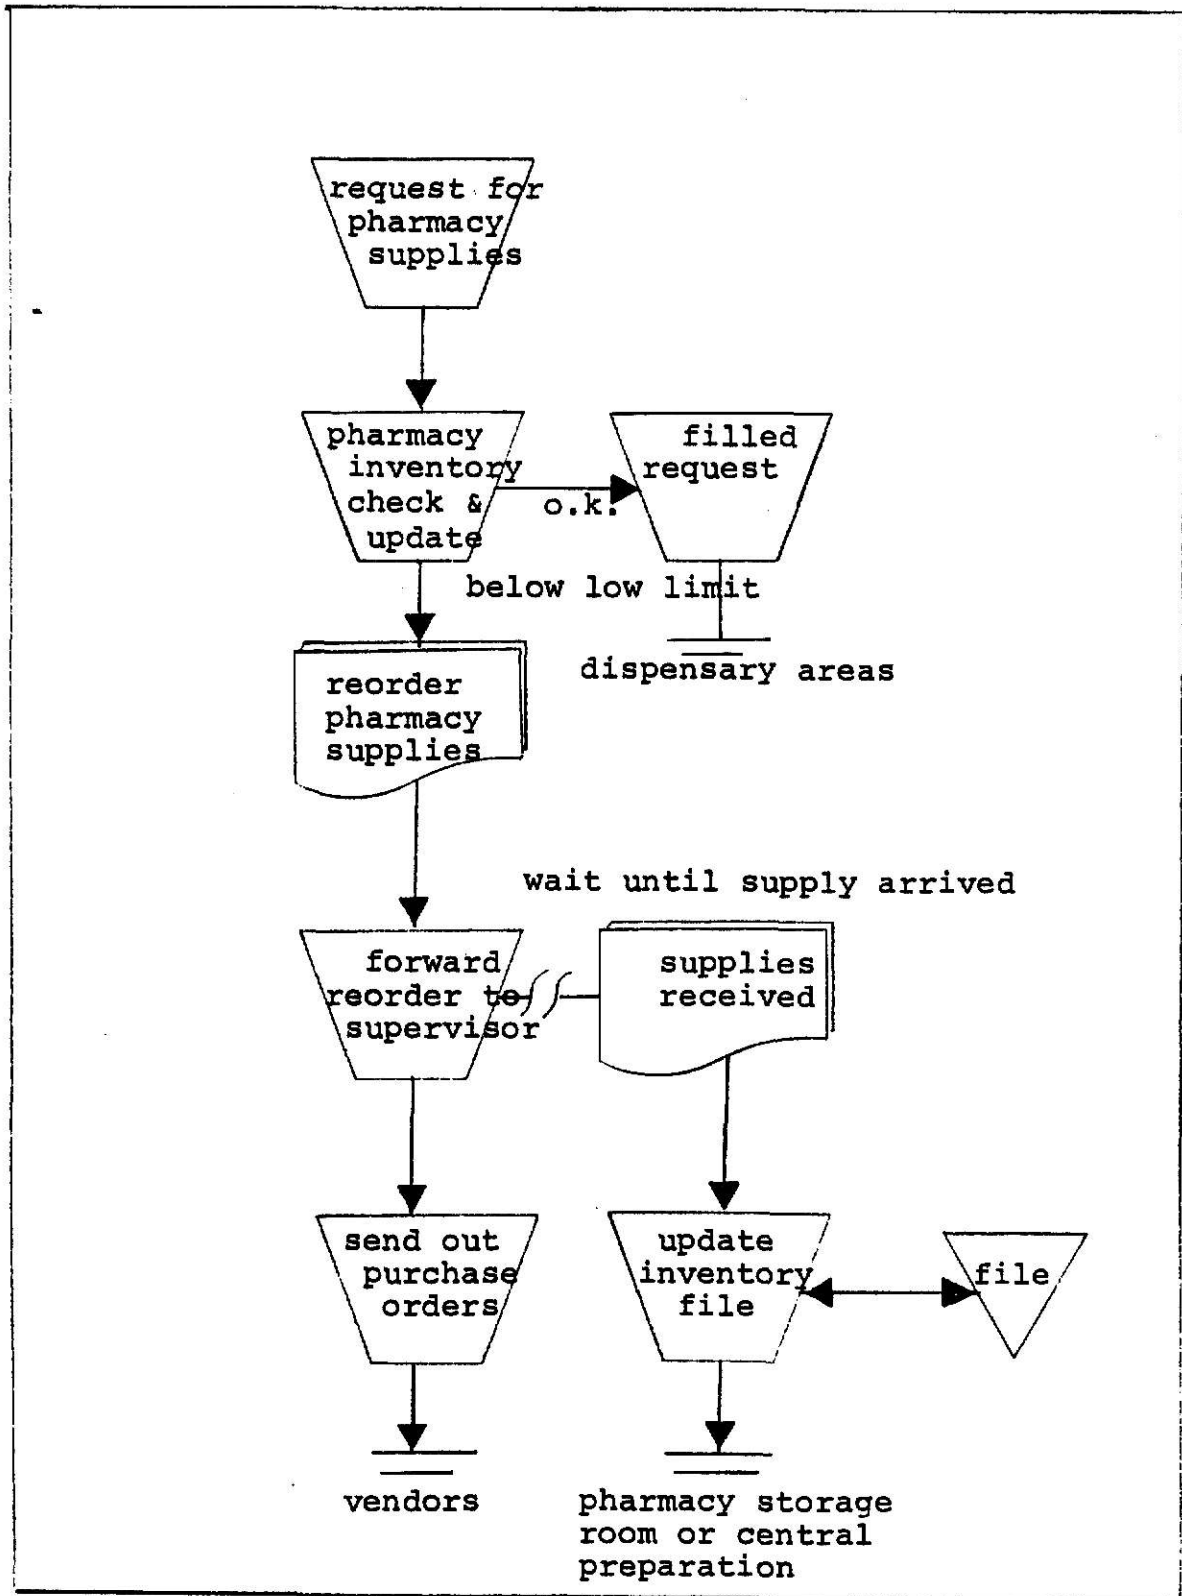 request for
pharmacy
supplies
pharmacy
inventory
check &
update
o.k.
filled
request
below low limit
dispensary areas
reorder
pharmacy
supplies
wait until supply arrived
forward
reorder to
supervisor
supplies
received
send out
purchase
orders
update
inventory
file
file
vendors
pharmacy storage
room or central
preparation